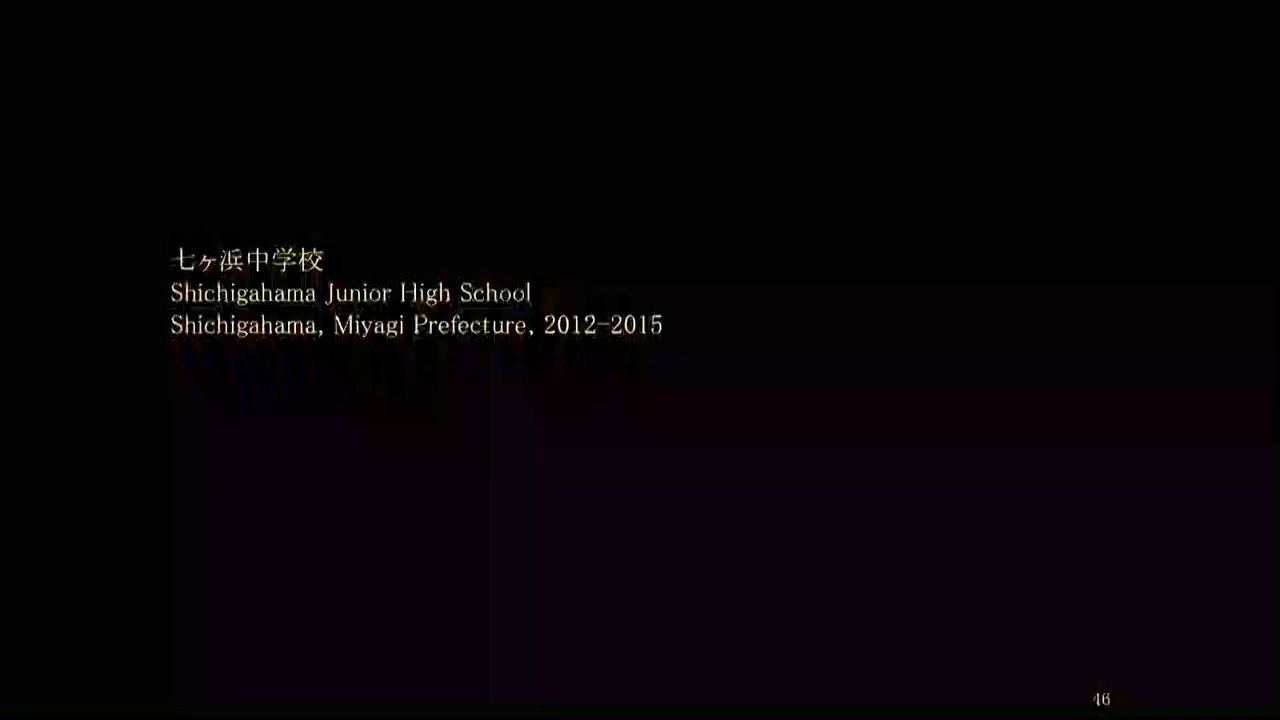 七ヶ浜中学校
Shichigahama Junior High School
Shichigahama, Miyagi Prefecture, 2012-2015
46